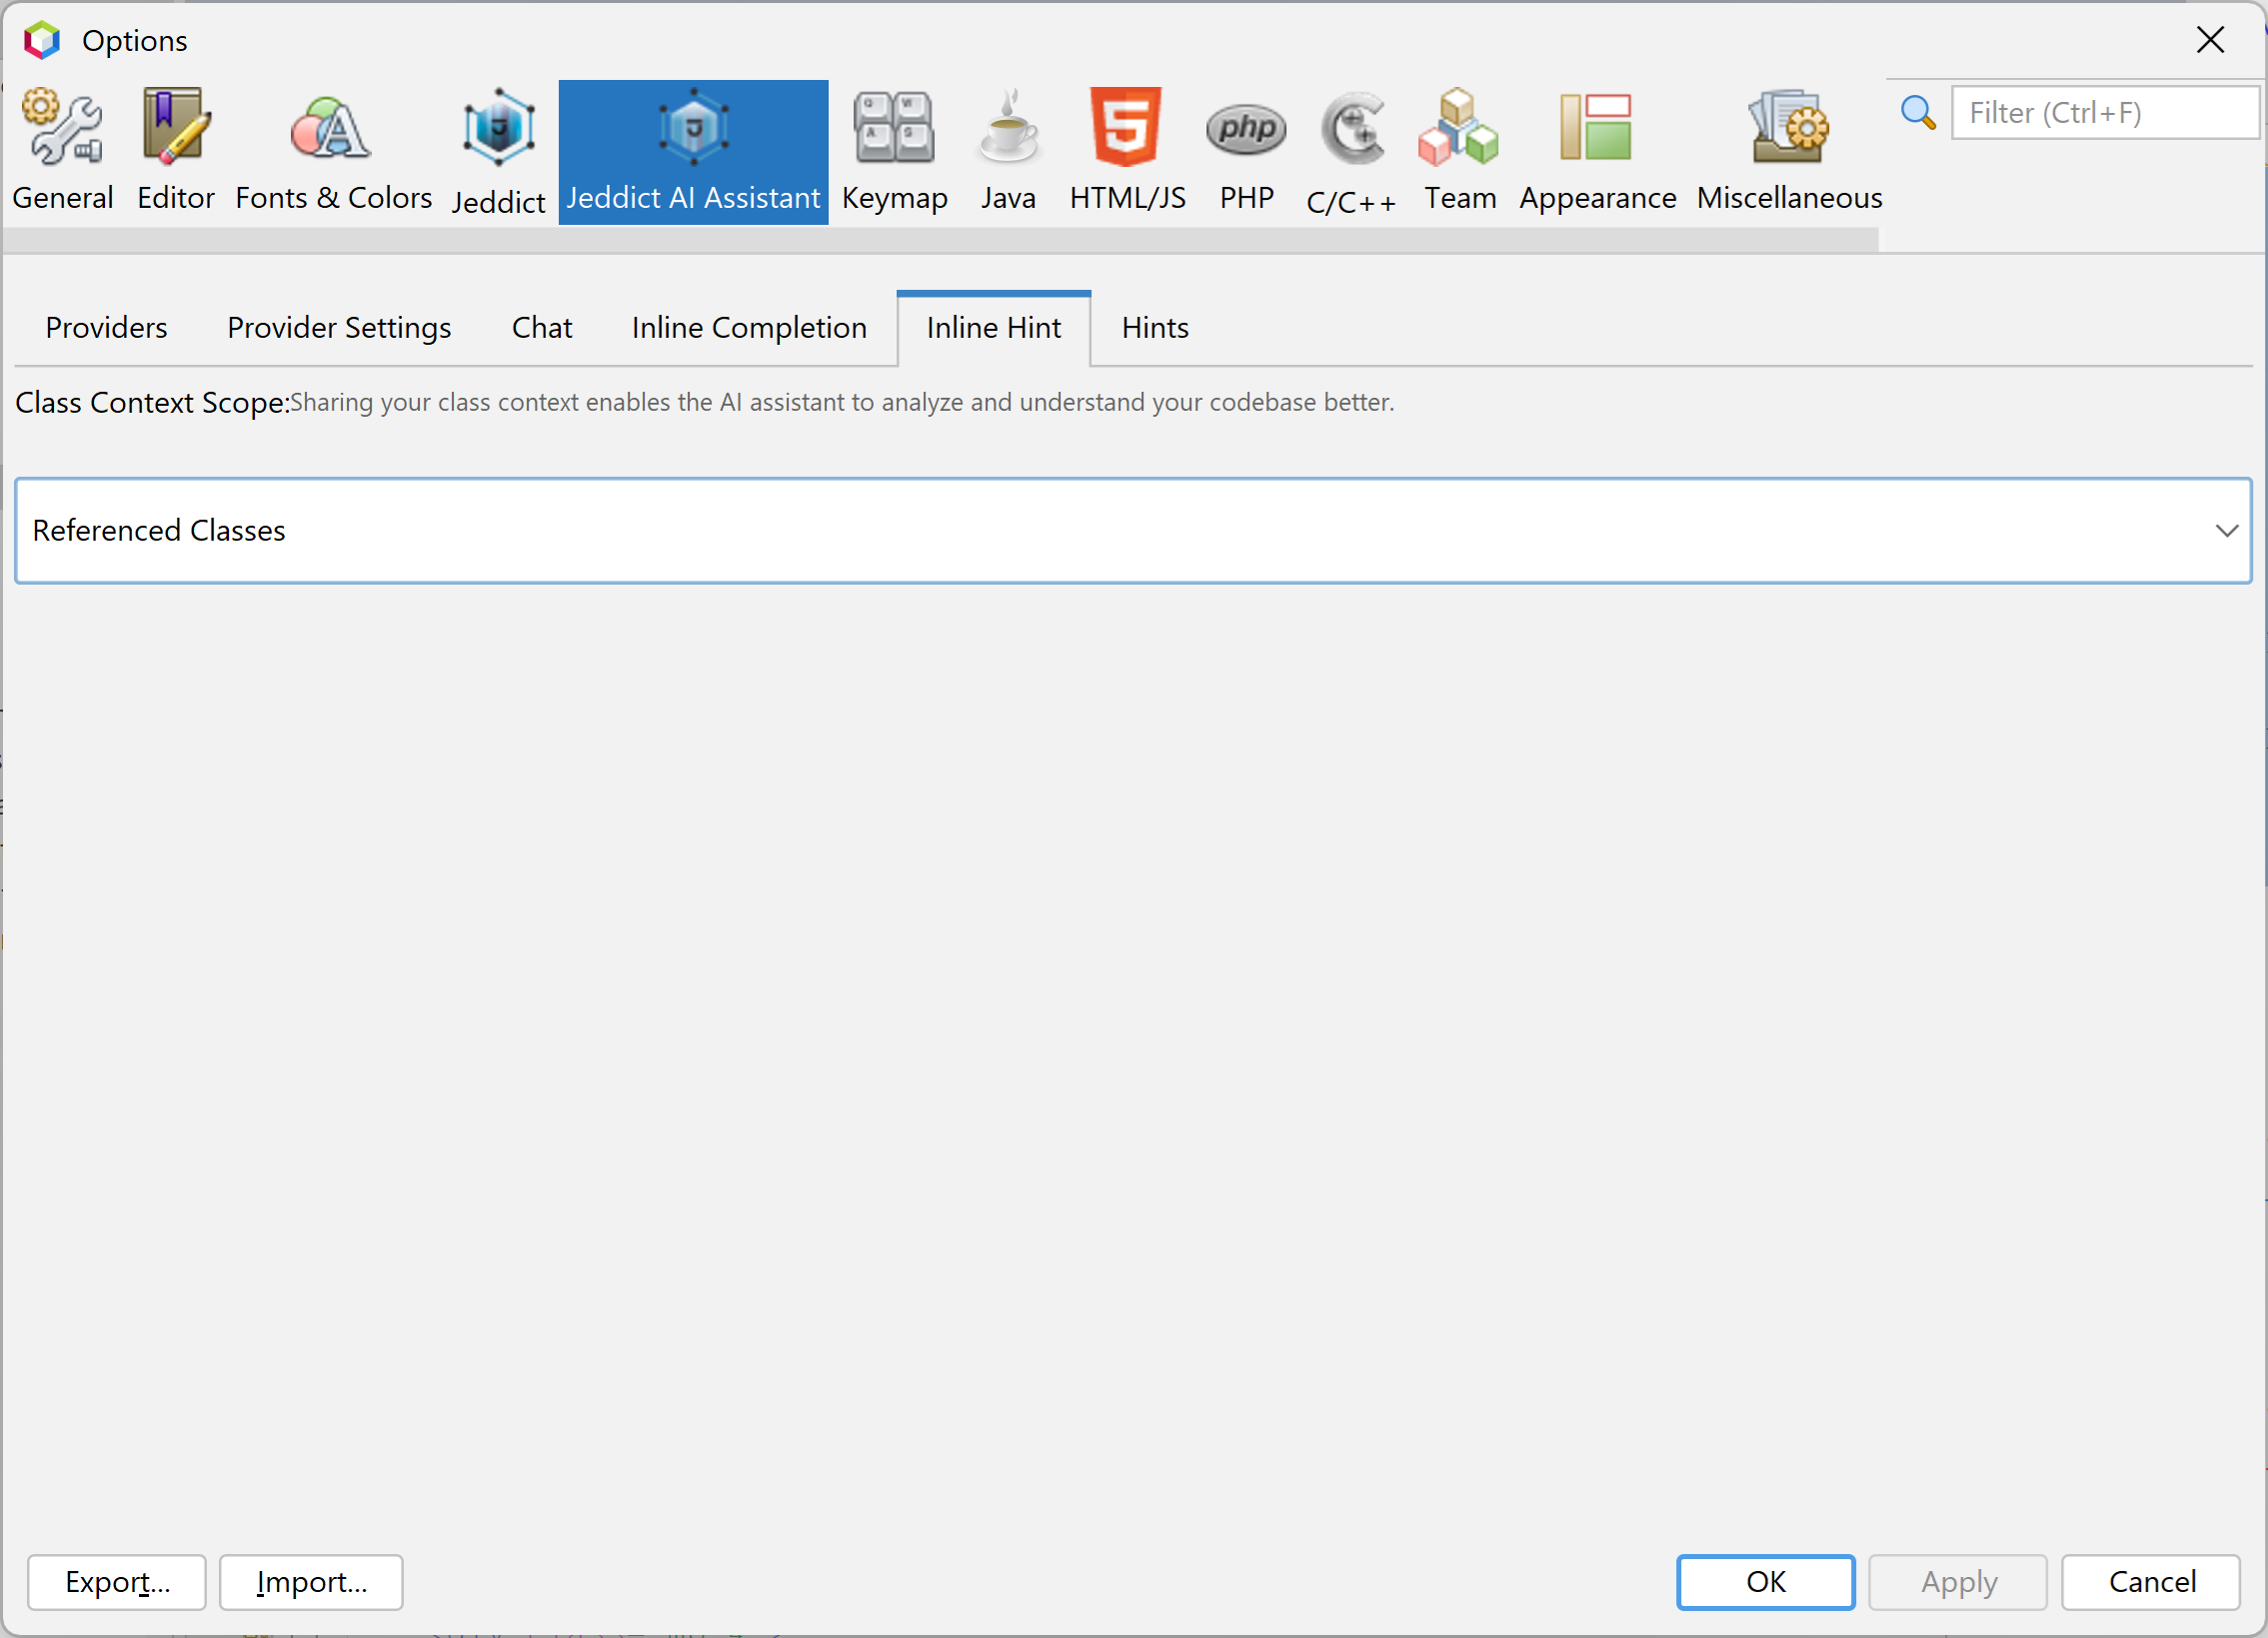 Options
General Editor Fonts & Colors Jeddict Jeddict AI Assistant Keymap Java HTML/JS PHP C/C++ Team Appearance Miscellaneous
Filter (Ctrl+F)
Providers Provider Settings Chat Inline Completion Inline Hint Hints
Class Context Scope:Sharing your class context enables the AI assistant to analyze and understand your codebase better.
Referenced Classes
Export... Import... OK Apply Cancel